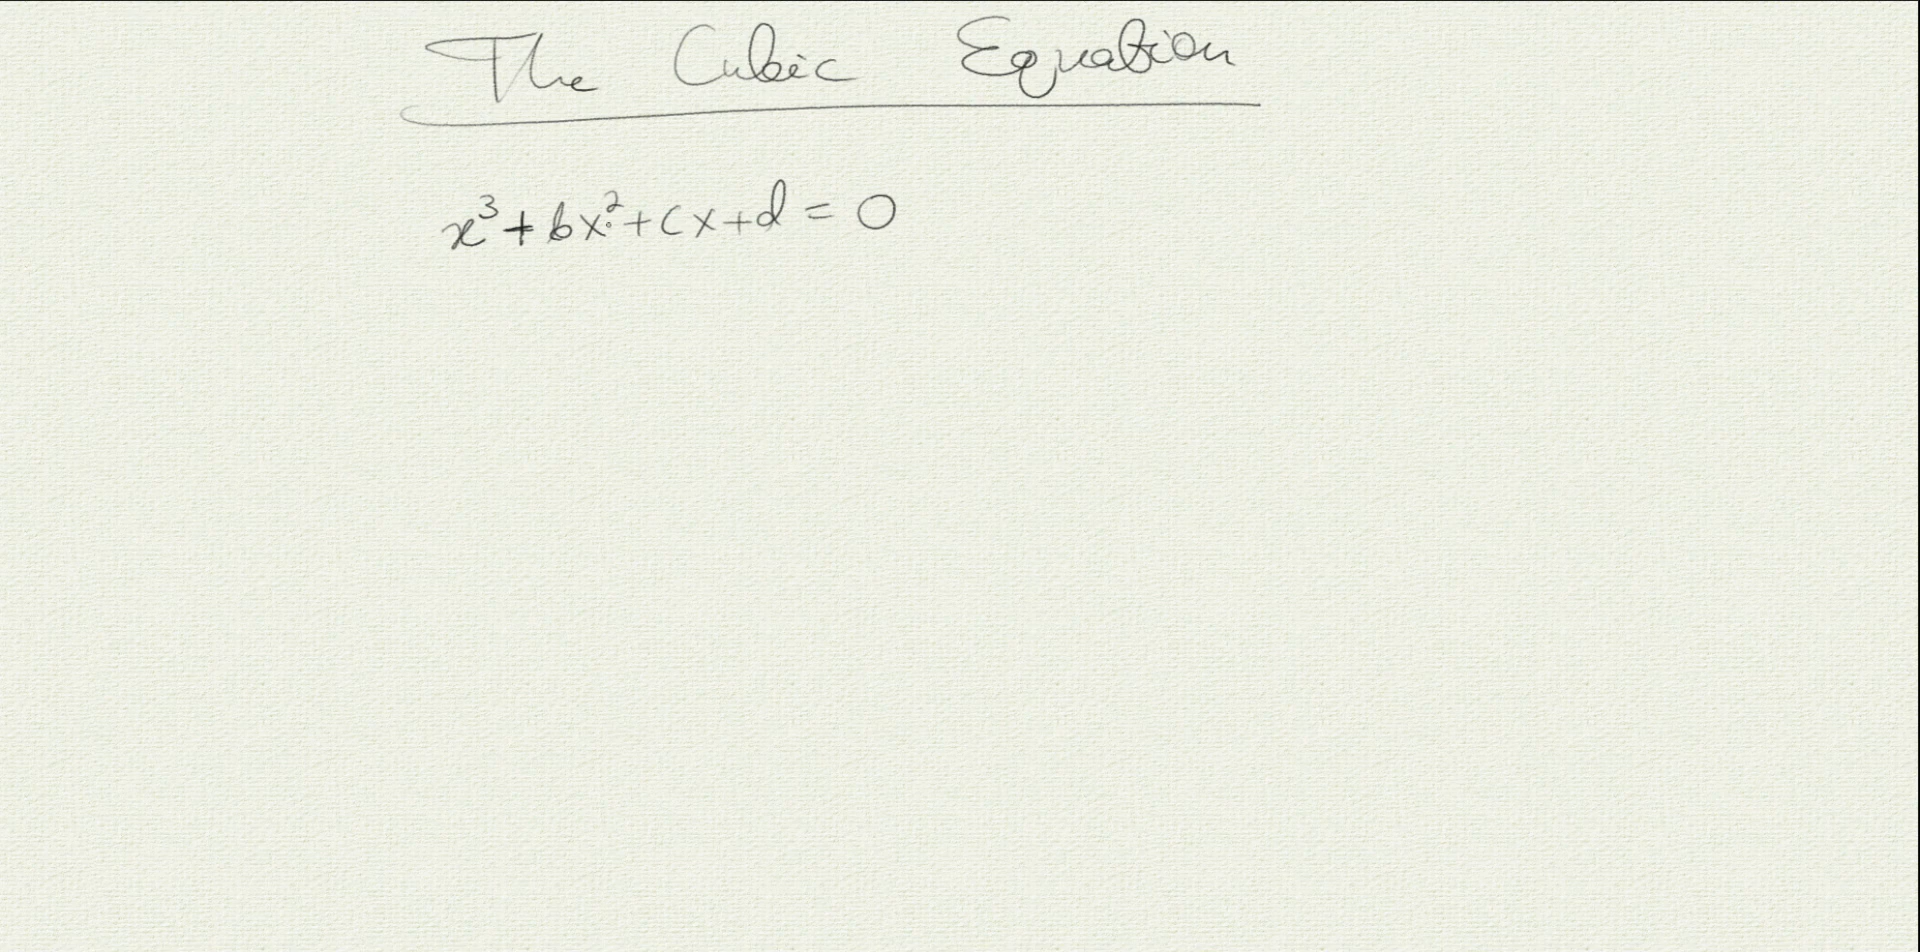 The Cubic Equation
x³+bx²+cx+d = 0